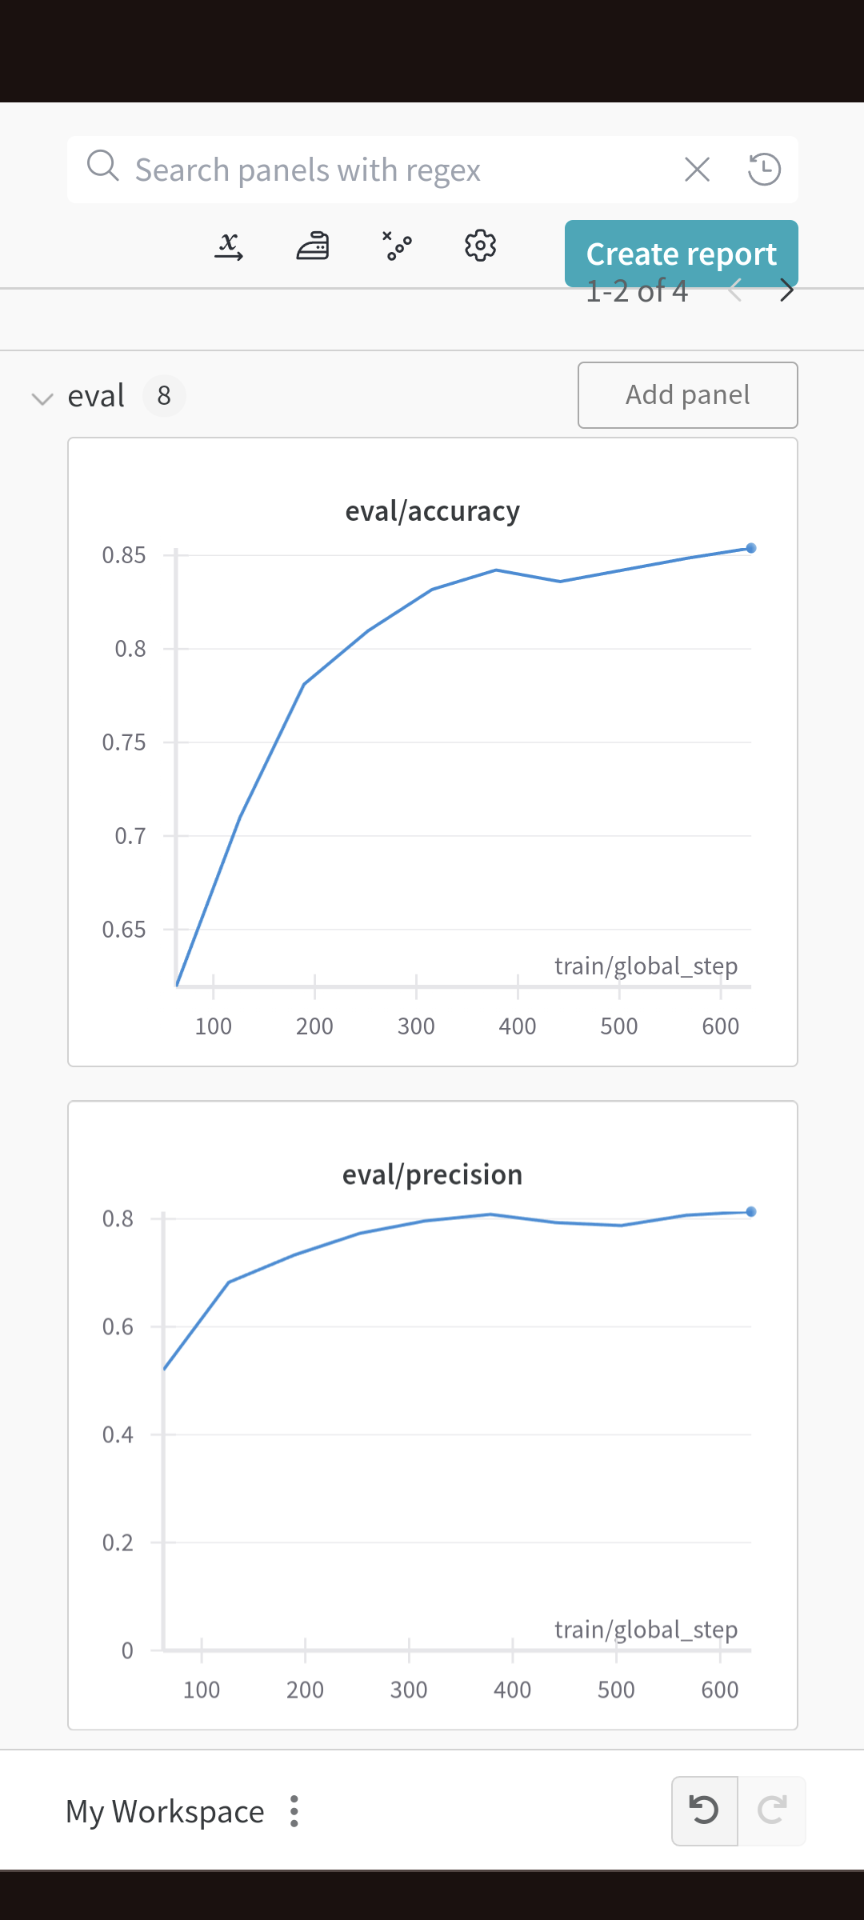 Search panels with regex
Create report
1-2 of 4
eval 8
Add panel
eval/accuracy
0.85
0.8
0.75
0.7
0.65
train/global_step
100 200 300 400 500 600
eval/precision
0.8
0.6
0.4
0.2
0
train/global_step
100 200 300 400 500 600
My Workspace